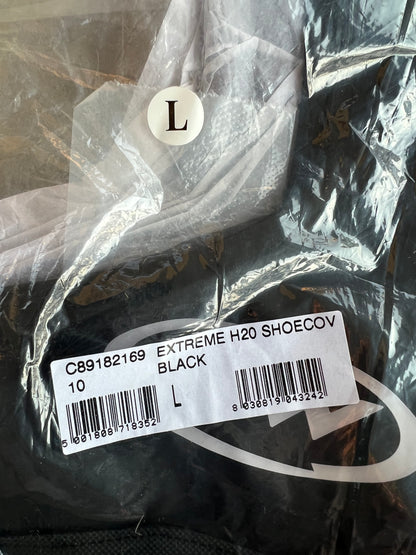 L
C89182169 EXTREME H20 SHOECOV
10 BLACK
L
5 001808 718352
8 030819 043242